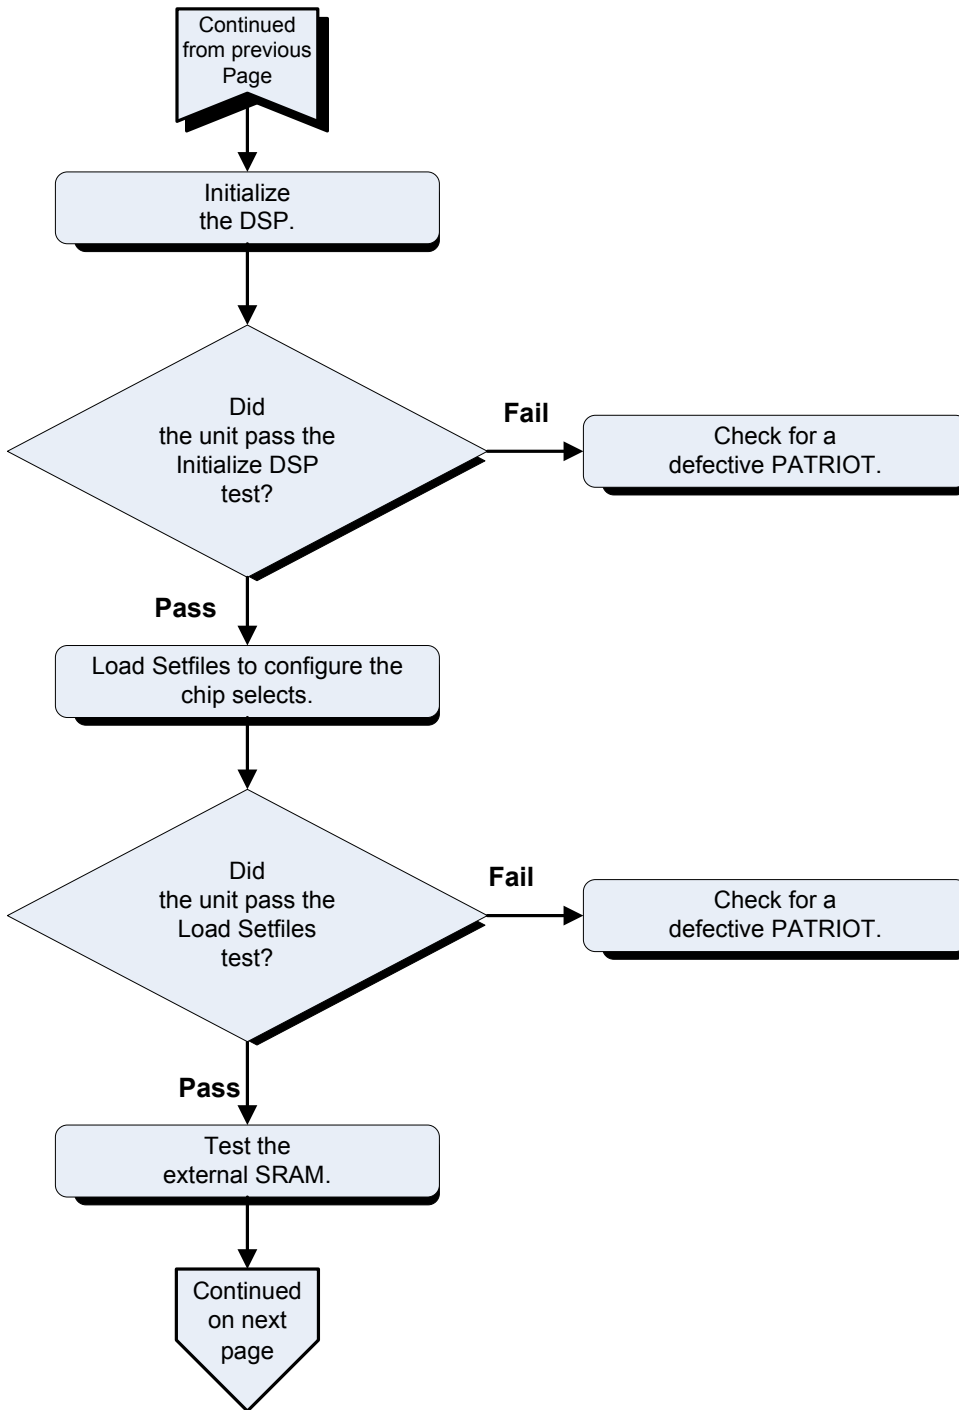 Continued
from previous
Page
Initialize
the DSP.
Did
the unit pass the
Initialize DSP
test?
Fail
Check for a
defective PATRIOT.
Pass
Load Setfiles to configure the
chip selects.
Did
the unit pass the
Load Setfiles
test?
Fail
Check for a
defective PATRIOT.
Pass
Test the
external SRAM.
Continued
on next
page